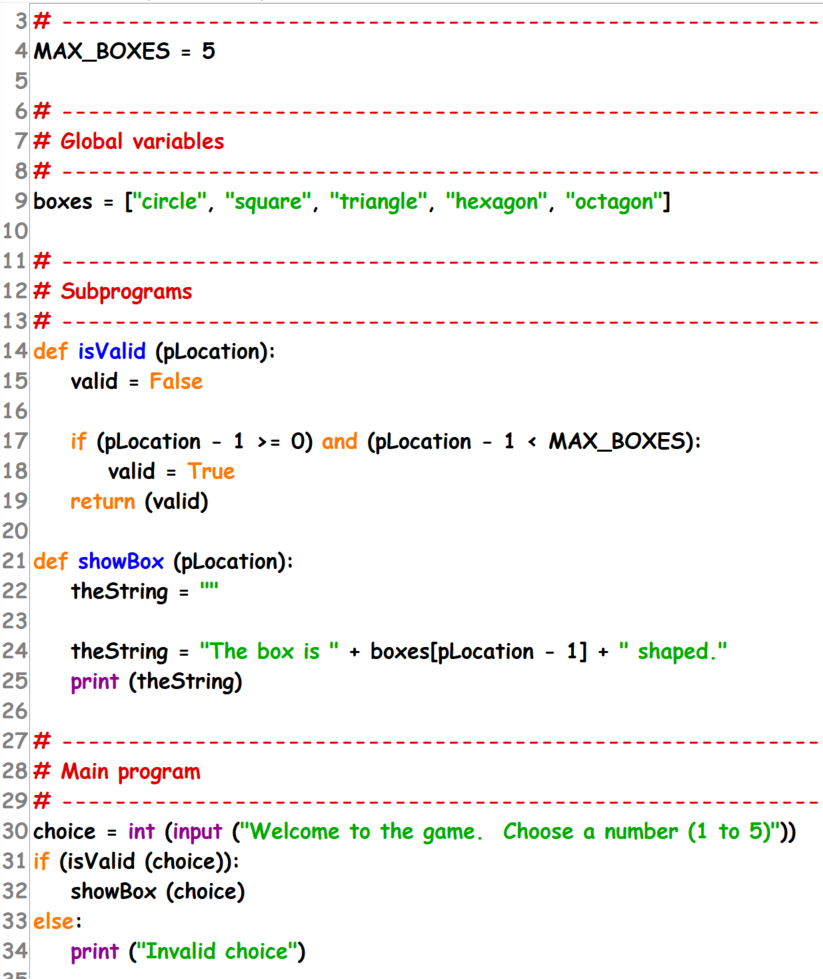 3 # ---------------------------------------------------------
4 MAX_BOXES = 5
5
6 # ---------------------------------------------------------
7 # Global variables
8 # ---------------------------------------------------------
9 boxes = ["circle", "square", "triangle", "hexagon", "octagon"]
10
11 # ---------------------------------------------------------
12 # Subprograms
13 # ---------------------------------------------------------
14 def isValid (pLocation):
15     valid = False
16
17     if (pLocation - 1 >= 0) and (pLocation - 1 < MAX_BOXES):
18         valid = True
19     return (valid)
20
21 def showBox (pLocation):
22     theString = ""
23
24     theString = "The box is " + boxes[pLocation - 1] + " shaped."
25     print (theString)
26
27 # ---------------------------------------------------------
28 # Main program
29 # ---------------------------------------------------------
30 choice = int (input ("Welcome to the game.  Choose a number (1 to 5)"))
31 if (isValid (choice)):
32     showBox (choice)
33 else:
34     print ("Invalid choice")